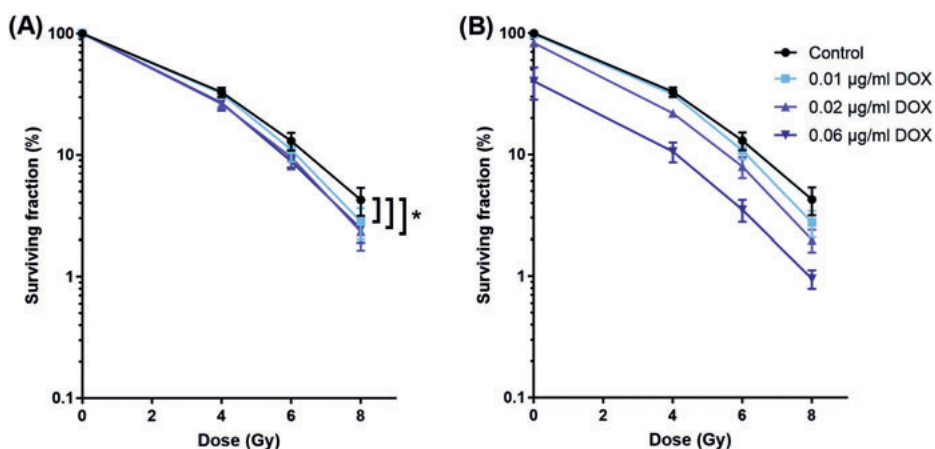 (A)
Surviving fraction (%)
100
10
1
0.1
*
0 2 4 6 8
Dose (Gy)
(B)
Surviving fraction (%)
100
10
1
0.1
0 2 4 6 8
Dose (Gy)
Control
0.01 µg/ml DOX
0.02 µg/ml DOX
0.06 µg/ml DOX